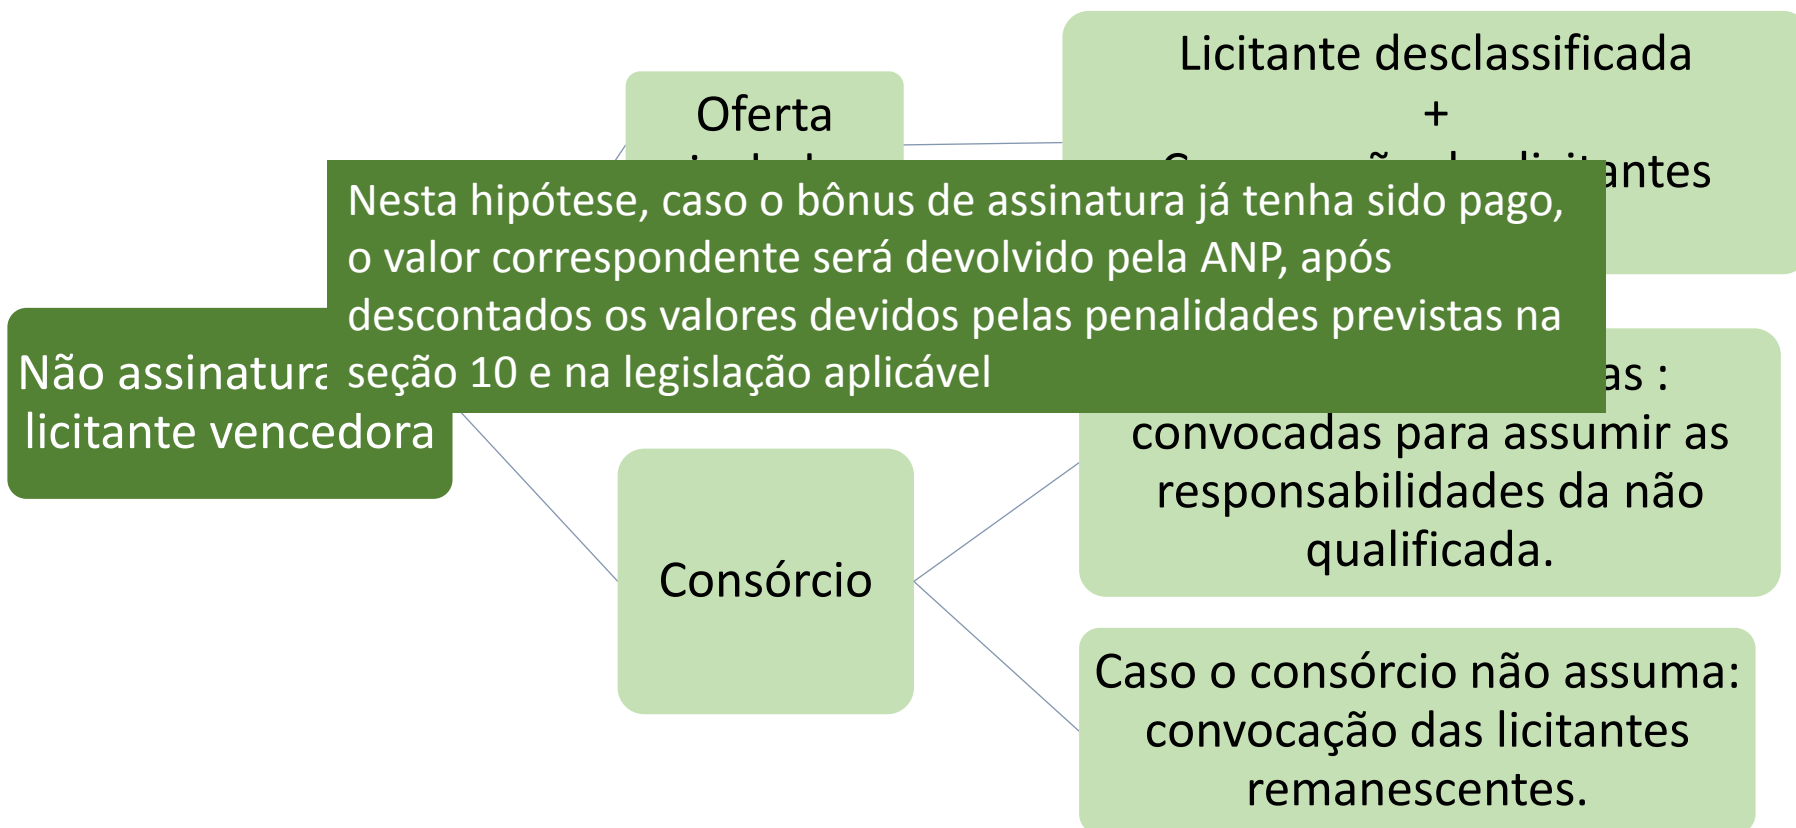 Não assinatura
licitante vencedora
Oferta
Licitante desclassificada
+
Nesta hipótese, caso o bônus de assinatura já tenha sido pago,
o valor correspondente será devolvido pela ANP, após
descontados os valores devidos pelas penalidades previstas na
seção 10 e na legislação aplicável
convocadas para assumir as
responsabilidades da não
qualificada.
Consórcio
Caso o consórcio não assuma:
convocação das licitantes
remanescentes.